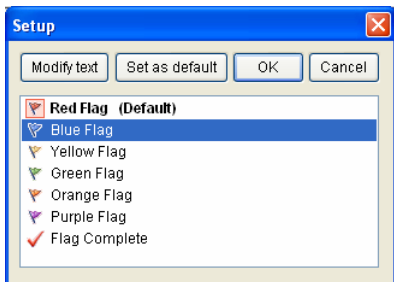 Setup
Modify text Set as default OK Cancel
Red Flag (Default)
Blue Flag
Yellow Flag
Green Flag
Orange Flag
Purple Flag
Flag Complete